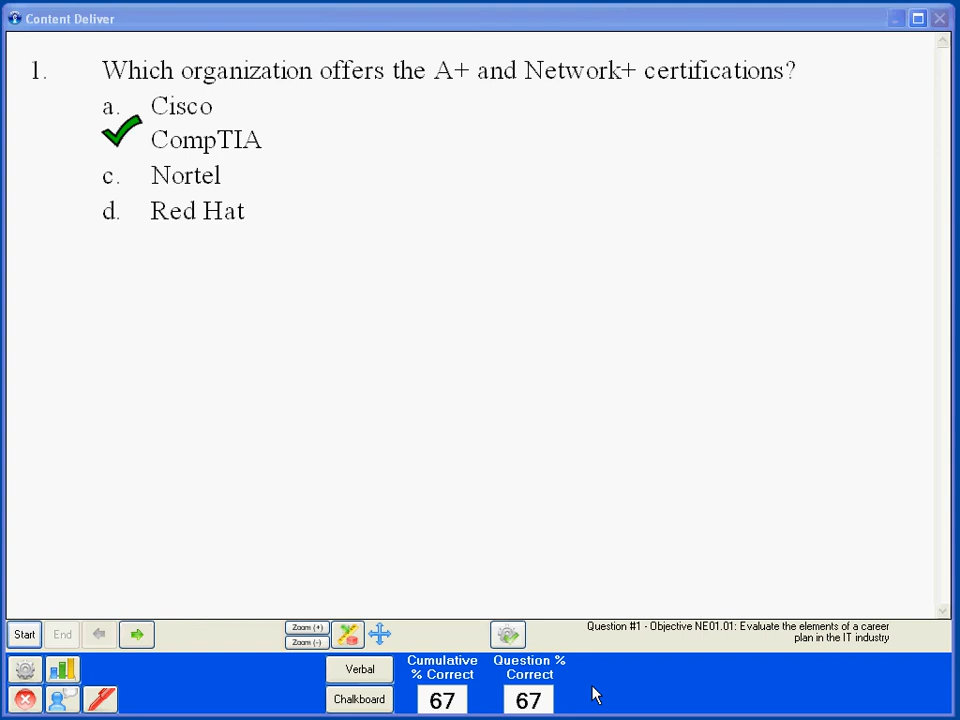 Content Deliver
1. Which organization offers the A+ and Network+ certifications?
a. Cisco
CompTIA
c. Nortel
d. Red Hat
Start End Zoom (+) Question #1 - Objective NE01.01: Evaluate the elements of a career
Zoom (-) plan in the IT industry
Verbal Cumulative Question %
% Correct Correct
Chalkboard 67 67